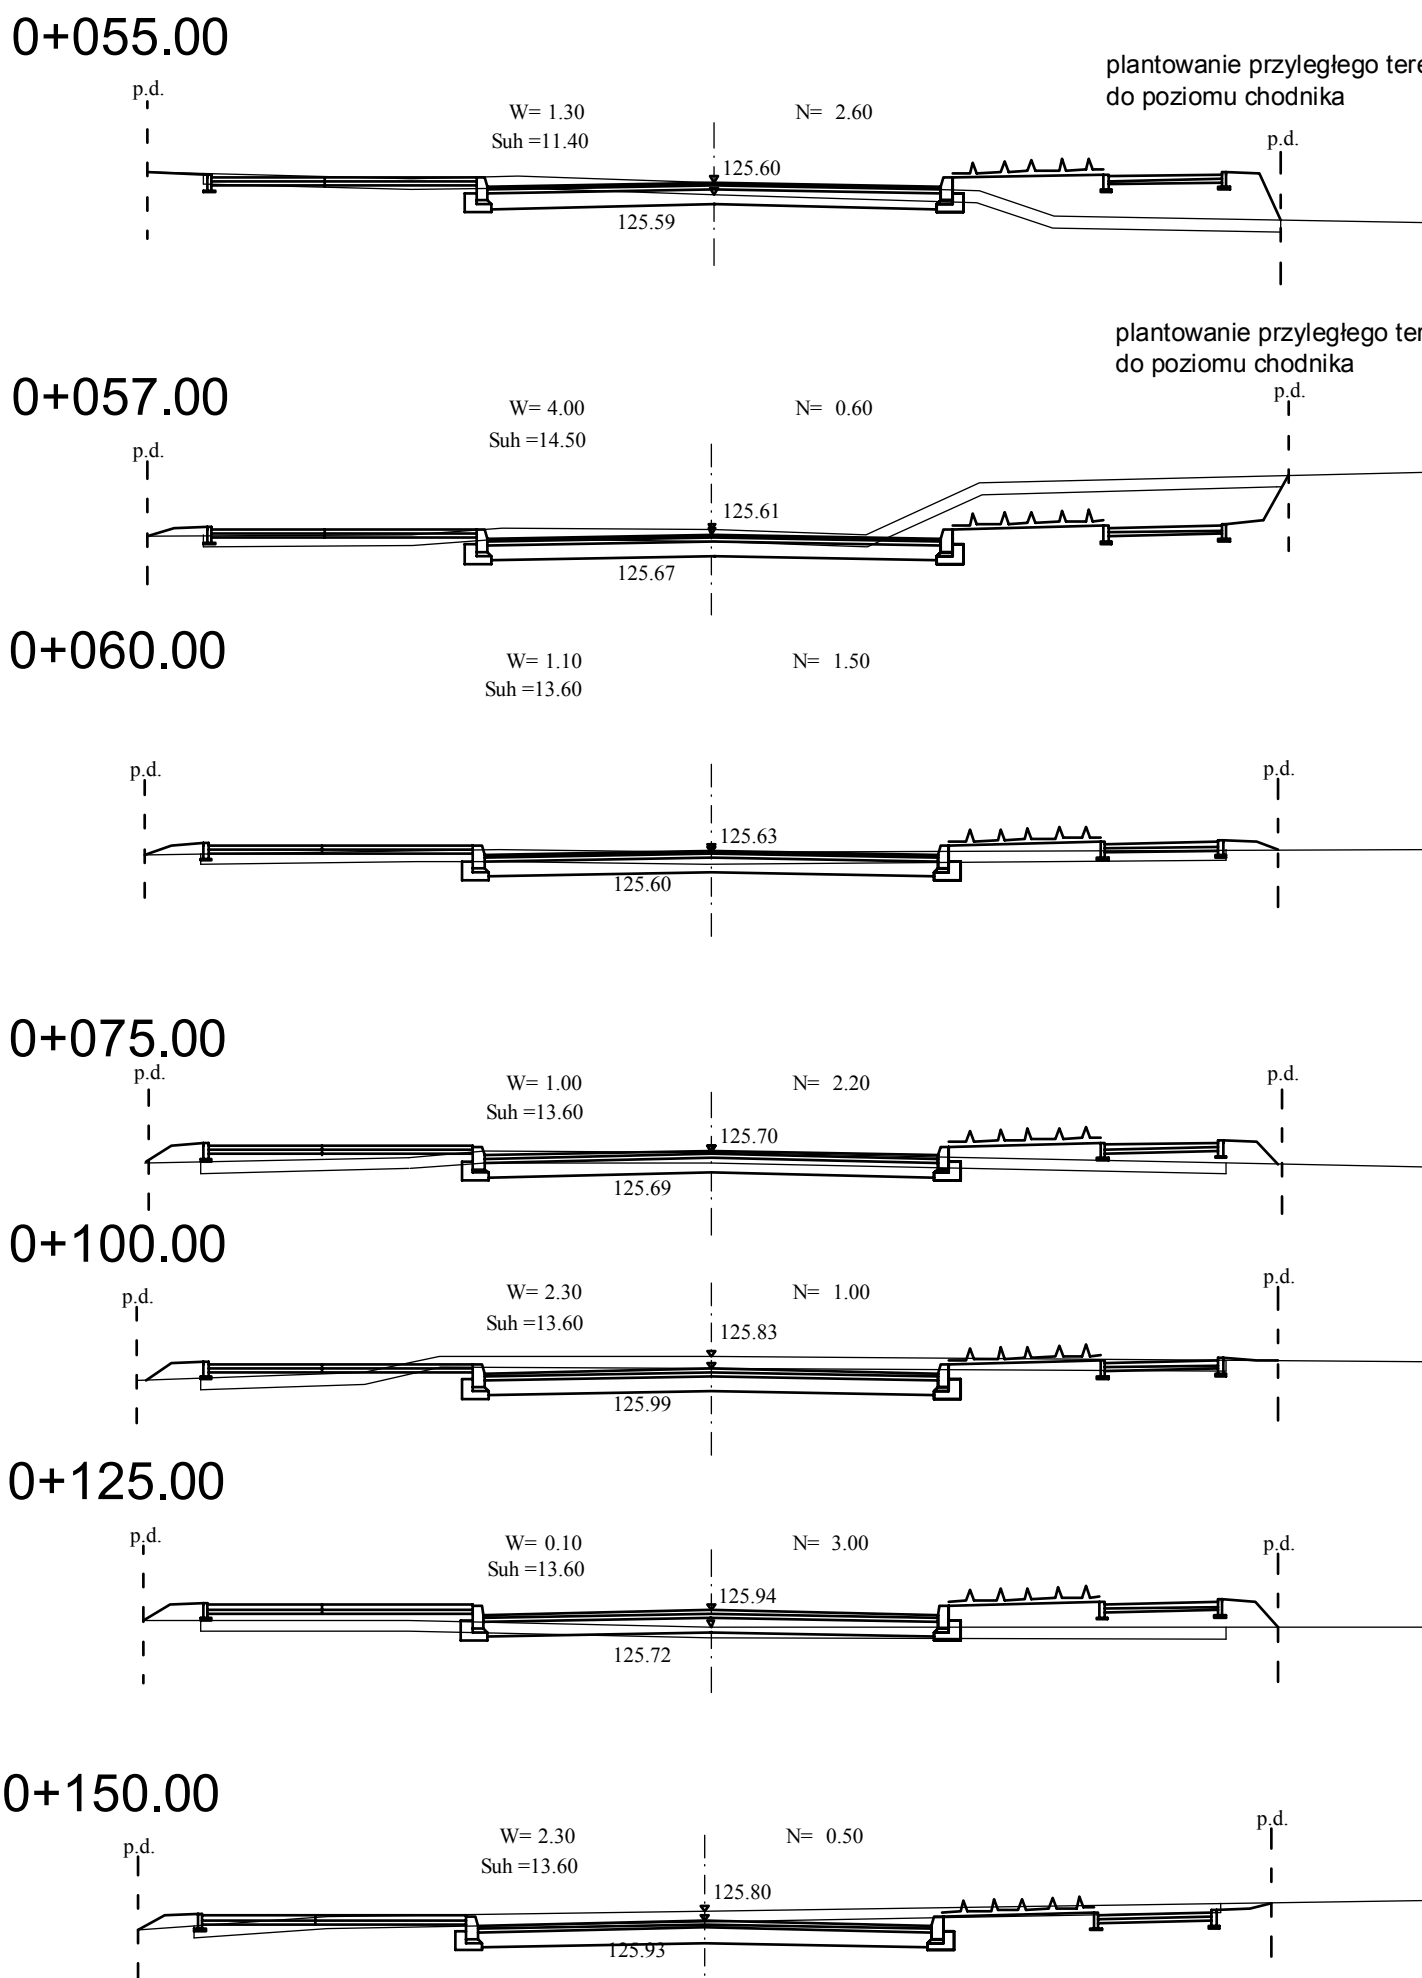 0+055.00
plantowanie przyległego
do poziomu chodnika
p.d.
W= 1.30 N= 2.60
Suh =11.40
p.d.
125.60
125.59
plantowanie przyległego
do poziomu chodnika
0+057.00
p.d.
W= 4.00 N= 0.60
Suh =14.50
p.d.
125.61
125.67
0+060.00
W= 1.10 N= 1.50
Suh =13.60
p.d. p.d.
125.63
125.60
0+075.00
p.d. p.d.
W= 1.00 N= 2.20
Suh =13.60
125.70
125.69
0+100.00
p.d. p.d.
W= 2.30 N= 1.00
Suh =13.60
125.83
125.99
0+125.00
p.d. p.d.
W= 0.10 N= 3.00
Suh =13.60
125.94
125.72
0+150.00
p.d. p.d.
W= 2.30 N= 0.50
Suh =13.60
125.80
125.93